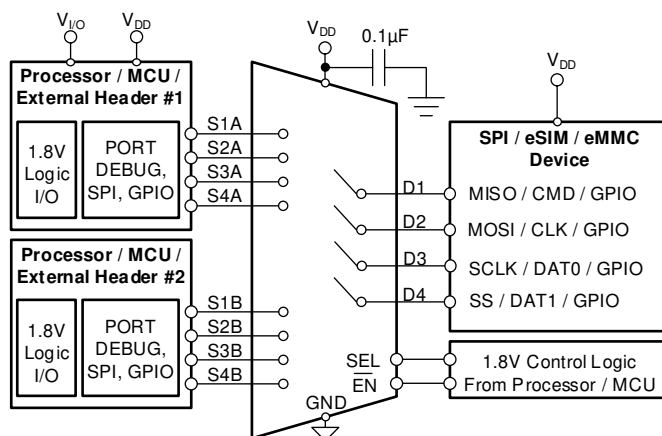 V_I/O
V_DD
Processor / MCU /
External Header #1
1.8V
Logic
I/O
PORT
DEBUG,
SPI, GPIO
S1A
S2A
S3A
S4A
Processor / MCU /
External Header #2
1.8V
Logic
I/O
PORT
DEBUG,
SPI, GPIO
S1B
S2B
S3B
S4B
V_DD
0.1µF
D1
D2
D3
D4
SEL
E̅N̅
GND
V_DD
SPI / eSIM / eMMC
Device
MISO / CMD / GPIO
MOSI / CLK / GPIO
SCLK / DAT0 / GPIO
SS / DAT1 / GPIO
1.8V Control Logic
From Processor / MCU